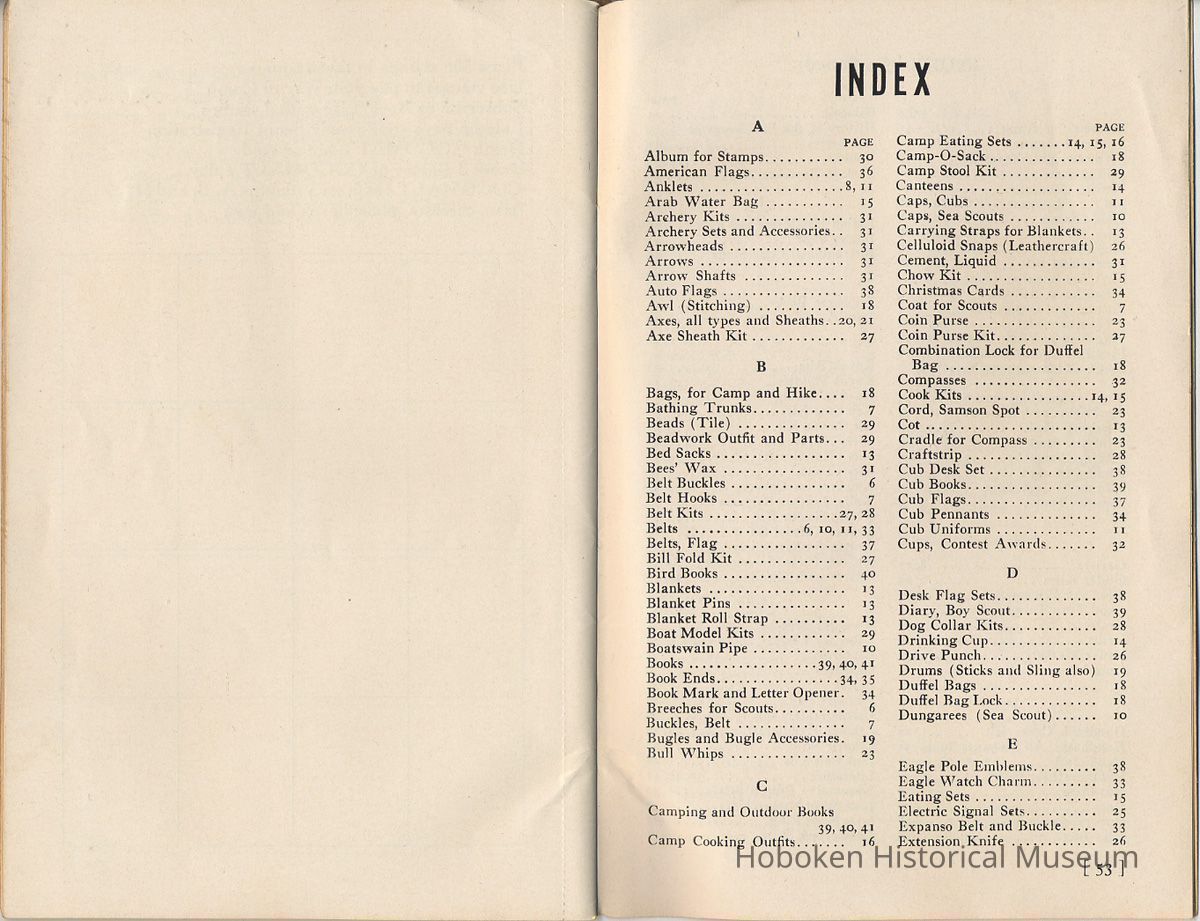 INDEX
A
PAGE
Album for Stamps........... 30
American Flags............. 36
Anklets ....................8, 11
Arab Water Bag ........... 15
Archery Kits ............... 31
Archery Sets and Accessories.. 31
Arrowheads ................ 31
Arrows .................... 31
Arrow Shafts .............. 31
Auto Flags ................. 38
Awl (Stitching) ............ 18
Axes, all types and Sheaths..20, 21
Axe Sheath Kit ............. 27
B
Bags, for Camp and Hike.... 18
Bathing Trunks............. 7
Beads (Tile) ............... 29
Beadwork Outfit and Parts... 29
Bed Sacks .................. 13
Bees' Wax ................. 31
Belt Buckles ................ 6
Belt Hooks ................. 7
Belt Kits ..................27, 28
Belts ................6, 10, 11, 33
Belts, Flag ................. 37
Bill Fold Kit ............... 27
Bird Books ................. 40
Blankets ................... 13
Blanket Pins ............... 13
Blanket Roll Strap .......... 13
Boat Model Kits ............ 29
Boatswain Pipe ............. 10
Books ..................39, 40, 41
Book Ends.................34, 35
Book Mark and Letter Opener. 34
Breeches for Scouts.......... 6
Buckles, Belt ............... 7
Bugles and Bugle Accessories. 19
Bull Whips ................ 23
C
Camping and Outdoor Books
39, 40, 41
Camp Cooking Outfits....... 16
PAGE
Camp Eating Sets .......14, 15, 16
Camp-O-Sack ............... 18
Camp Stool Kit ............. 29
Canteens ................... 14
Caps, Cubs ................. 11
Caps, Sea Scouts ............ 10
Carrying Straps for Blankets.. 13
Celluloid Snaps (Leathercraft) 26
Cement, Liquid ............. 31
Chow Kit .................. 15
Christmas Cards ............ 34
Coat for Scouts ............. 7
Coin Purse ................. 23
Coin Purse Kit.............. 27
Combination Lock for Duffel
Bag ..................... 18
Compasses ................. 32
Cook Kits .................14, 15
Cord, Samson Spot .......... 23
Cot ........................ 13
Cradle for Compass ......... 23
Craftstrip .................. 28
Cub Desk Set ............... 38
Cub Books.................. 39
Cub Flags.................. 37
Cub Pennants .............. 34
Cub Uniforms .............. 11
Cups, Contest Awards....... 32
D
Desk Flag Sets.............. 38
Diary, Boy Scout............ 39
Dog Collar Kits............. 28
Drinking Cup............... 14
Drive Punch................ 26
Drums (Sticks and Sling also) 19
Duffel Bags ................ 18
Duffel Bag Lock............. 18
Dungarees (Sea Scout)...... 10
E
Eagle Pole Emblems......... 38
Eagle Watch Charm......... 33
Eating Sets ................. 15
Electric Signal Sets.......... 25
Expanso Belt and Buckle..... 33
Extension Knife ............ 26
Hoboken Historical Museum
[ 53 ]